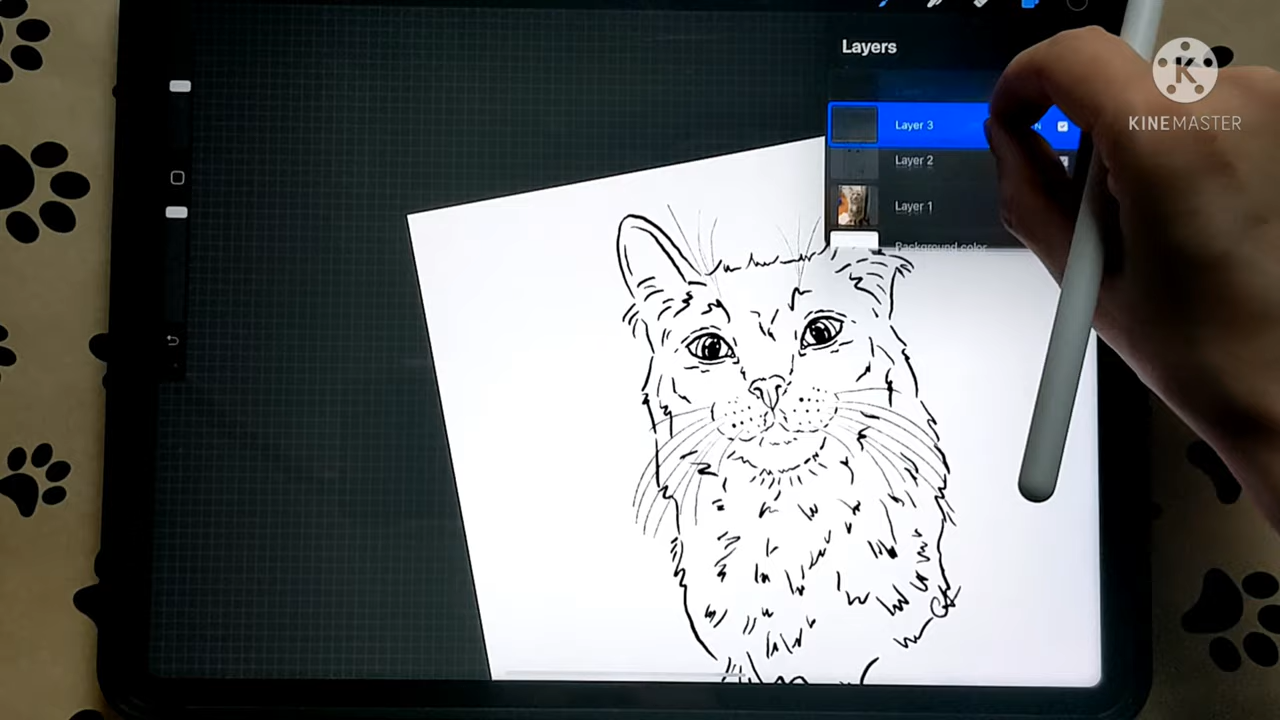 Layers
Layer 3
N
Layer 2
Layer 1
Background color
K
KINEMASTER